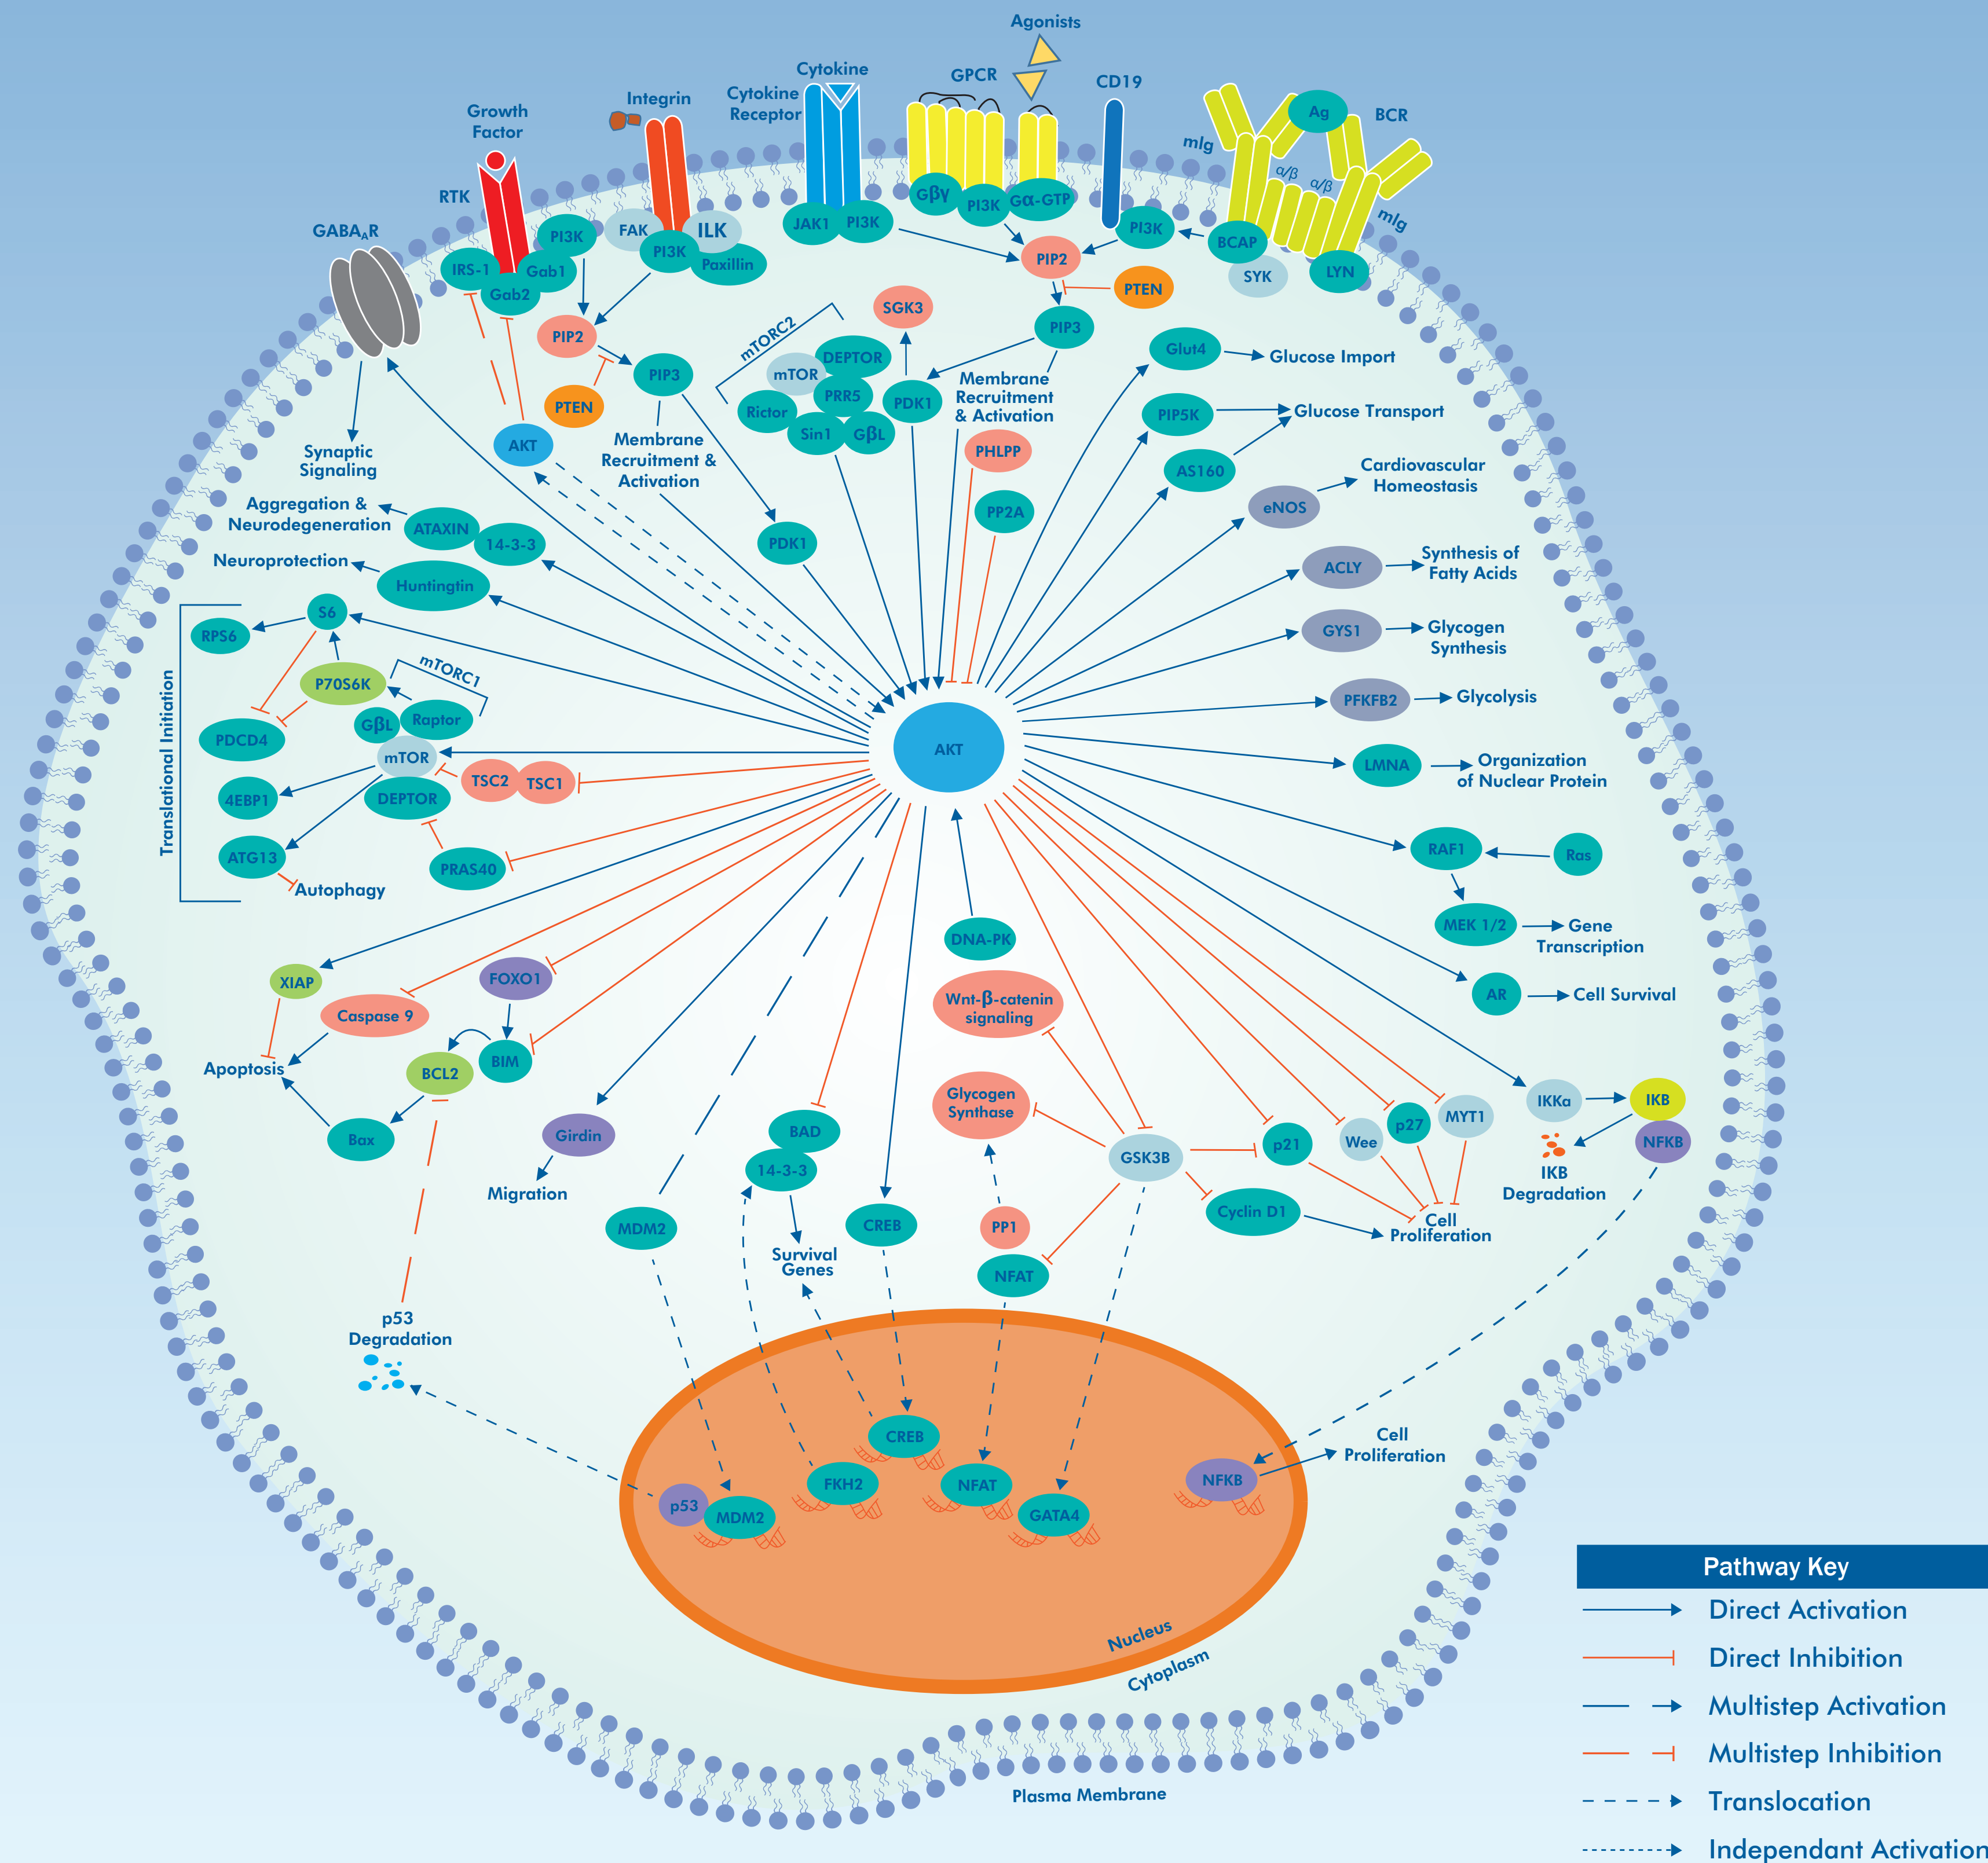 Agonists
Cytokine
GPCR
CD19
Cytokine
Receptor
Integrin
Growth
Factor
Ag
BCR
mIg
α/β
α/β
RTK
GABA_AR
FAK
ILK
PI3K
Paxillin
JAK1
PI3K
Gβγ
PI3K
Gα-GTP
PI3K
BCAP
SYK
LYN
mIg
IRS-1
PI3K
Gab1
Gab2
PIP2
PTEN
PIP3
PIP2
PTEN
PIP3
AKT
mTORC2
mTOR
DEPTOR
PRR5
Rictor
Sin1
GβL
SGK3
PDK1
Membrane
Recruitment
& Activation
Membrane
Recruitment &
Activation
PHLPP
PP2A
PDK1
Synaptic
Signaling
Aggregation &
Neurodegeneration
ATAXIN
14-3-3
Neuroprotection
Huntingtin
Glut4
Glucose Import
PIP5K
Glucose Transport
AS160
eNOS
Cardiovascular
Homeostasis
ACLY
Synthesis of
Fatty Acids
GYS1
Glycogen
Synthesis
PFKFB2
Glycolysis
LMNA
Organization
of Nuclear Protein
RAF1
Ras
MEK 1/2
Gene
Transcription
AR
Cell Survival
Translational Initiation
S6
RPS6
P70S6K
mTORC1
GβL
Raptor
PDCD4
mTOR
TSC2
TSC1
4EBP1
DEPTOR
ATG13
PRAS40
Autophagy
AKT
DNA-PK
XIAP
Caspase 9
FOXO1
Apoptosis
BCL2
BIM
Bax
Girdin
Migration
MDM2
BAD
14-3-3
Survival
Genes
CREB
Wnt-β-catenin
signaling
Glycogen
Synthase
PP1
NFAT
GSK3B
p21
Cyclin D1
Wee
p27
MYT1
Cell
Proliferation
IKKa
IKB
NFKB
IKB
Degradation
p53
Degradation
p53
MDM2
FKH2
CREB
NFAT
GATA4
NFKB
Cell
Proliferation
Nucleus
Cytoplasm
Plasma Membrane
Pathway Key
Direct Activation
Direct Inhibition
Multistep Activation
Multistep Inhibition
Translocation
Independant Activation